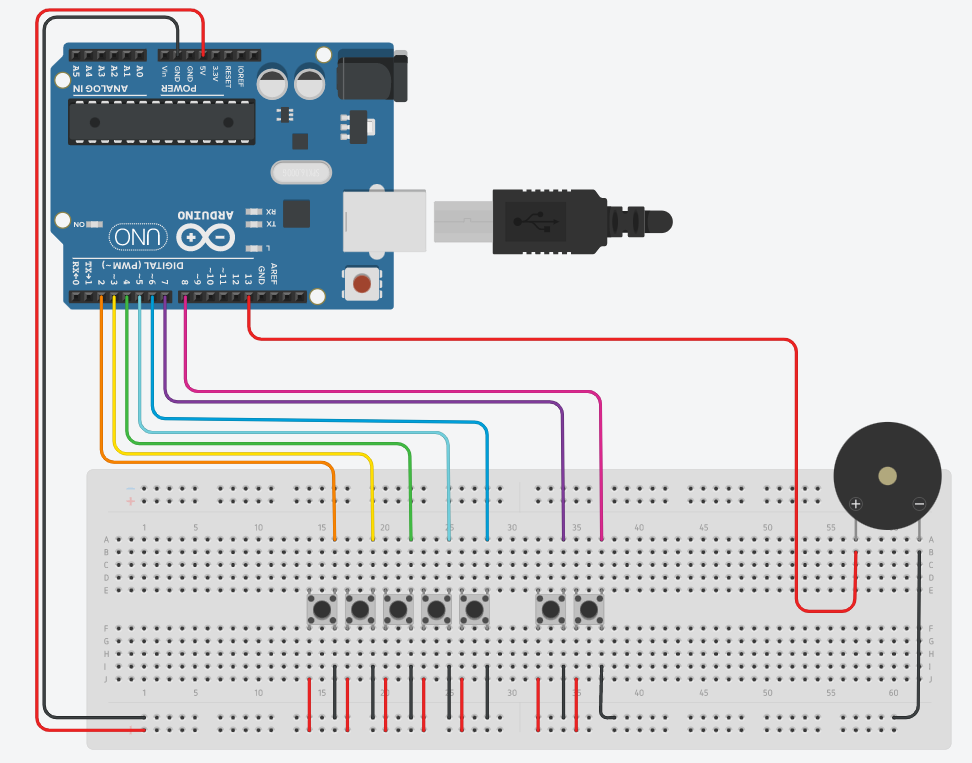 A5 A4 A3 A2 A1 A0 Vin GND GND 5V 3.3V RESET IOREF
ANALOG IN POWER
ON UNO ARDUINO RX
TX
L
DIGITAL (PWM~)
RX←0 TX→1 2 ~3 4 ~5 ~6 7 8 ~9 ~10 ~11 12 13 GND AREF
− 
+
1 5 10 15 25 30 40 45 50 55
+ −
A A
B B
C C
D D
E E
F F
G G
H H
I I
J J
1 5 10 15 20 25 30 35 40 45 50 55 60